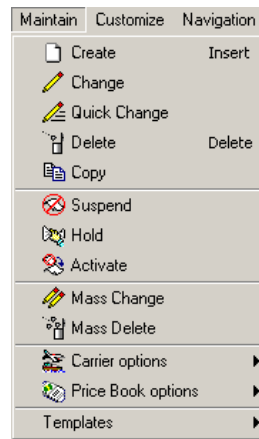 Maintain Customize Navigation
Create Insert
Change
Quick Change
Delete Delete
Copy
Suspend
Hold
Activate
Mass Change
Mass Delete
Carrier options
Price Book options
Templates